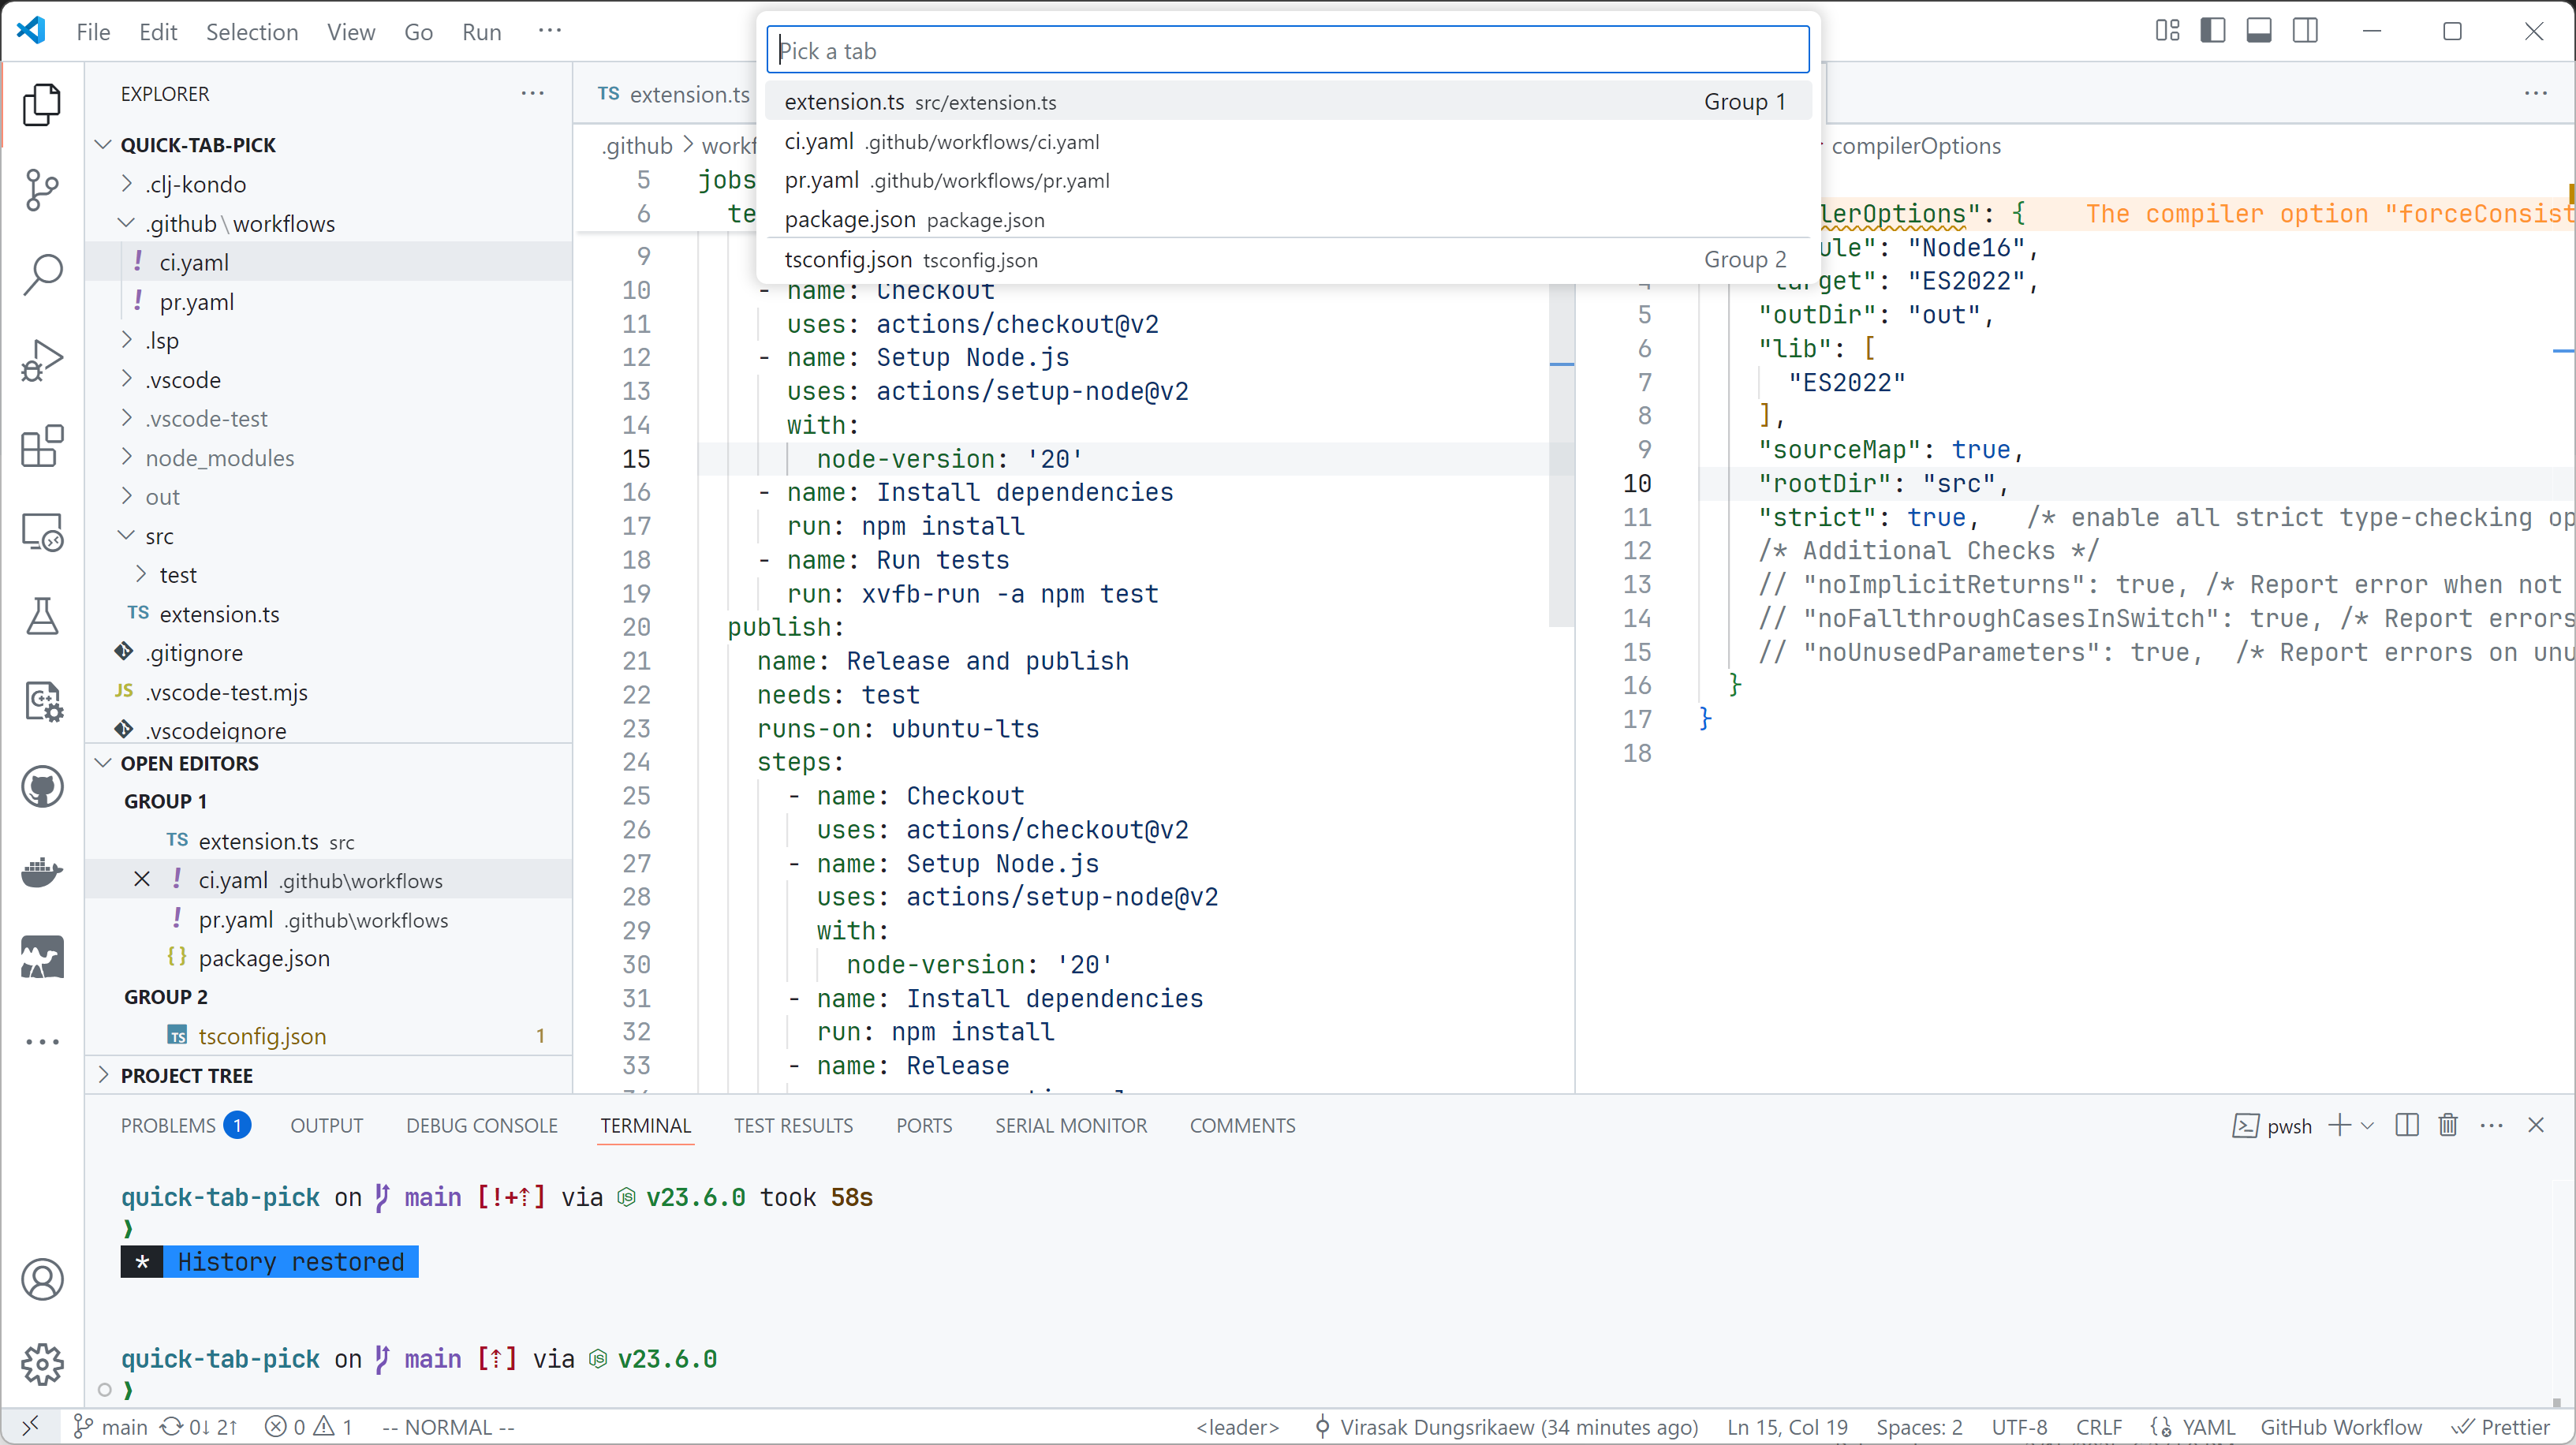 File Edit Selection View Go Run ···
Pick a tab
extension.ts src/extension.ts Group 1
ci.yaml .github/workflows/ci.yaml
pr.yaml .github/workflows/pr.yaml
package.json package.json
tsconfig.json tsconfig.json Group 2
EXPLORER
QUICK-TAB-PICK
.clj-kondo
.github\workflows
! ci.yaml
! pr.yaml
.lsp
.vscode
.vscode-test
node_modules
out
src
test
TS extension.ts
.gitignore
JS .vscode-test.mjs
.vscodeignore
OPEN EDITORS
GROUP 1
TS extension.ts src
! ci.yaml .github\workflows
! pr.yaml .github\workflows
{} package.json
GROUP 2
TS tsconfig.json 1
PROJECT TREE
TS extension.ts
.github > workf
5 jobs
6 te
9
10 - name: Checkout
11 uses: actions/checkout@v2
12 - name: Setup Node.js
13 uses: actions/setup-node@v2
14 with:
15 node-version: '20'
16 - name: Install dependencies
17 run: npm install
18 - name: Run tests
19 run: xvfb-run -a npm test
20 publish:
21 name: Release and publish
22 needs: test
23 runs-on: ubuntu-lts
24 steps:
25 - name: Checkout
26 uses: actions/checkout@v2
27 - name: Setup Node.js
28 uses: actions/setup-node@v2
29 with:
30 node-version: '20'
31 - name: Install dependencies
32 run: npm install
33 - name: Release
compilerOptions
lerOptions": { The compiler option "forceConsist
ule": "Node16",
target": "ES2022",
5 "outDir": "out",
6 "lib": [
7 "ES2022"
8 ],
9 "sourceMap": true,
10 "rootDir": "src",
11 "strict": true, /* enable all strict type-checking op
12 /* Additional Checks */
13 // "noImplicitReturns": true, /* Report error when not
14 // "noFallthroughCasesInSwitch": true, /* Report errors
15 // "noUnusedParameters": true, /* Report errors on unu
16 }
17 }
18
PROBLEMS 1 OUTPUT DEBUG CONSOLE TERMINAL TEST RESULTS PORTS SERIAL MONITOR COMMENTS pwsh
quick-tab-pick on main [!+⇡] via v23.6.0 took 58s
❯
* History restored
quick-tab-pick on main [⇡] via v23.6.0
❯
main 0↓ 2↑ 0 1 -- NORMAL -- <leader> Virasak Dungsrikaew (34 minutes ago) Ln 15, Col 19 Spaces: 2 UTF-8 CRLF YAML GitHub Workflow Prettier